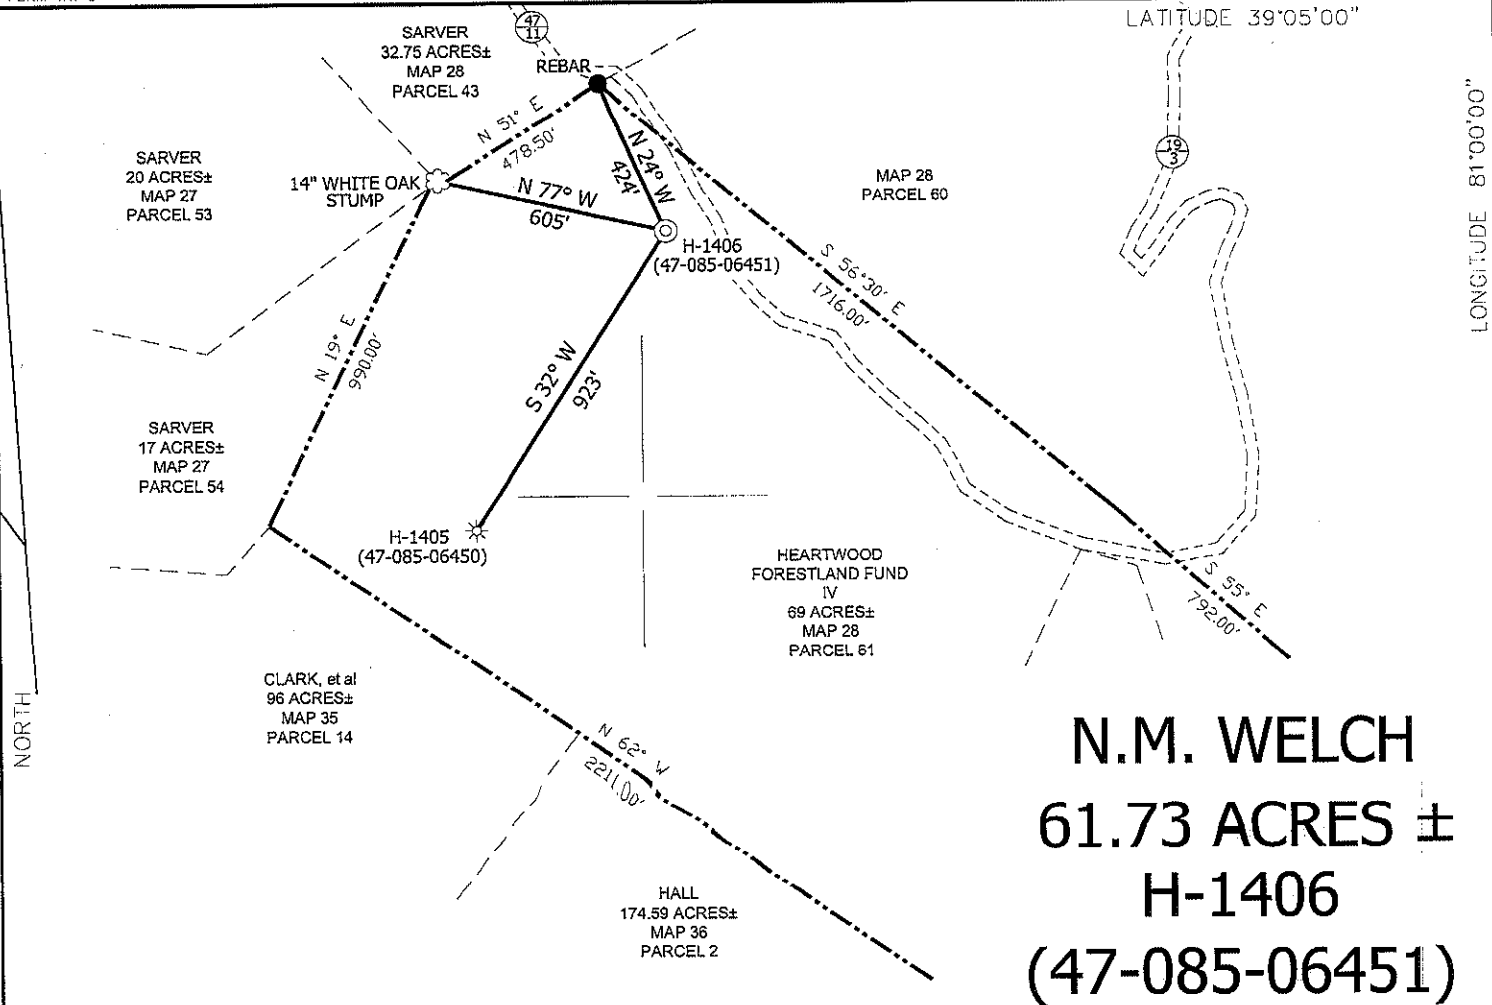 LATITUDE 39°05'00"
LONGITUDE 81°00'00"
47
11
SARVER
32.75 ACRES±
MAP 28
PARCEL 43
REBAR
N 51° E
478.50'
N 24° W
424'
19
3
SARVER
20 ACRES±
MAP 27
PARCEL 53
14" WHITE OAK
STUMP
N 77° W
605'
MAP 28
PARCEL 60
H-1406
(47-085-06451)
S 56°30' E
1716.00'
N 19° E
990.00'
S 32° W
923'
SARVER
17 ACRES±
MAP 27
PARCEL 54
H-1405
(47-085-06450)
HEARTWOOD
FORESTLAND FUND
IV
69 ACRES±
MAP 28
PARCEL 61
S 55° E
792.00'
CLARK, et al
96 ACRES±
MAP 35
PARCEL 14
NORTH
N 62° W
2211.00'
HALL
174.59 ACRES±
MAP 36
PARCEL 2
N.M. WELCH
61.73 ACRES ±
H-1406
(47-085-06451)